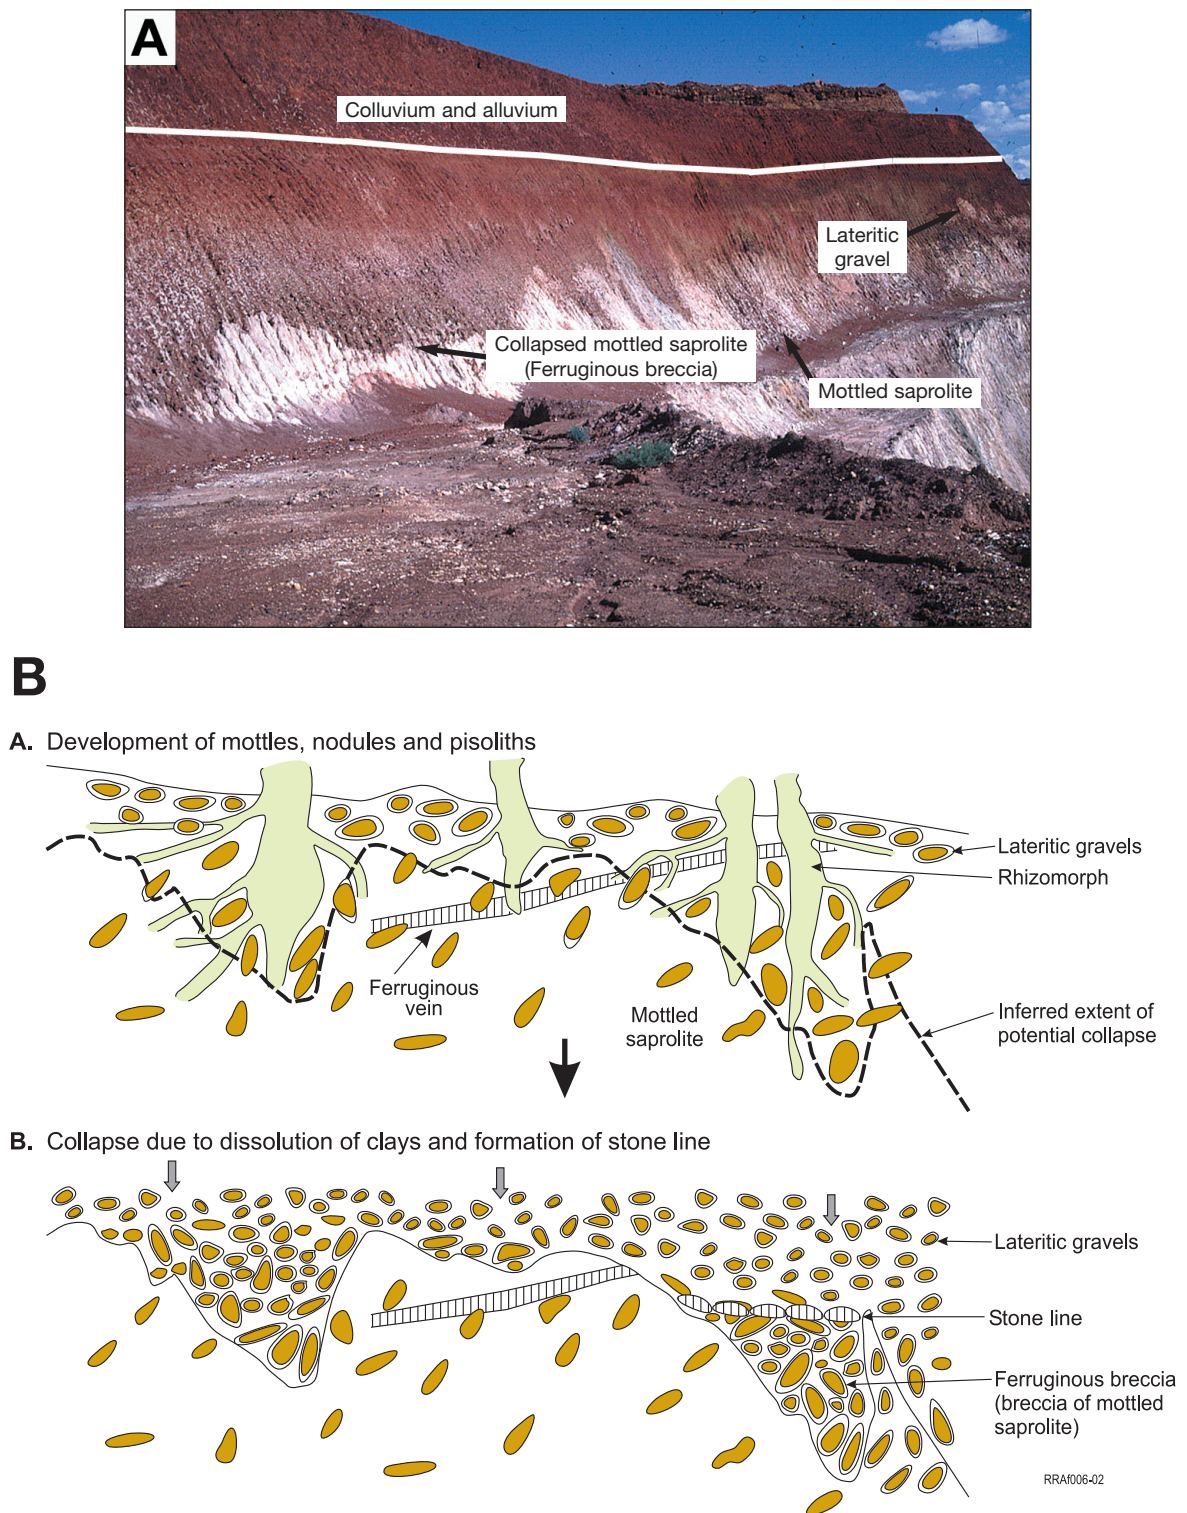 A
Colluvium and alluvium
Lateritic
gravel
Collapsed mottled saprolite
(Ferruginous breccia)
Mottled saprolite
B
A. Development of mottles, nodules and pisoliths
Lateritic gravels
Rhizomorph
Ferruginous
vein
Mottled
saprolite
Inferred extent of
potential collapse
B. Collapse due to dissolution of clays and formation of stone line
Lateritic gravels
Stone line
Ferruginous breccia
(breccia of mottled
saprolite)
RRAf006-02